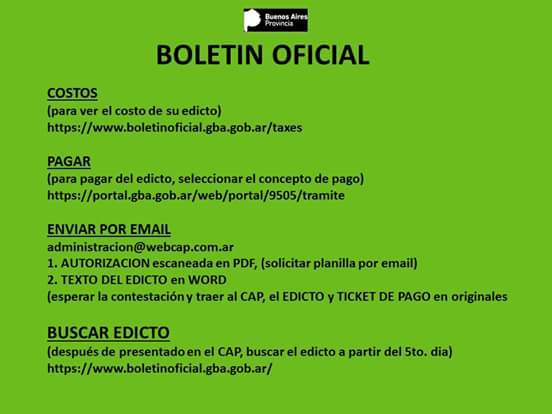 Buenos Aires
Provincia
BOLETIN OFICIAL
COSTOS
(para ver el costo de su edicto)
https://www.boletinoficial.gba.gob.ar/taxes
PAGAR
(para pagar del edicto, seleccionar el concepto de pago)
https://portal.gba.gob.ar/web/portal/9505/tramite
ENVIAR POR EMAIL
administracion@webcap.com.ar
1. AUTORIZACION escaneada en PDF, (solicitar planilla por email)
2. TEXTO DEL EDICTO en WORD
(esperar la contestación y traer al CAP, el EDICTO y TICKET DE PAGO en originales
BUSCAR EDICTO
(después de presentado en el CAP, buscar el edicto a partir del 5to. dia)
https://www.boletinoficial.gba.gob.ar/